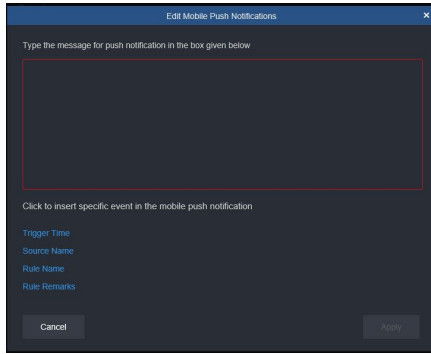 Edit Mobile Push Notifications
×
Type the message for push notification in the box given below
Click to insert specific event in the mobile push notification
Trigger Time
Source Name
Rule Name
Rule Remarks
Cancel
Apply